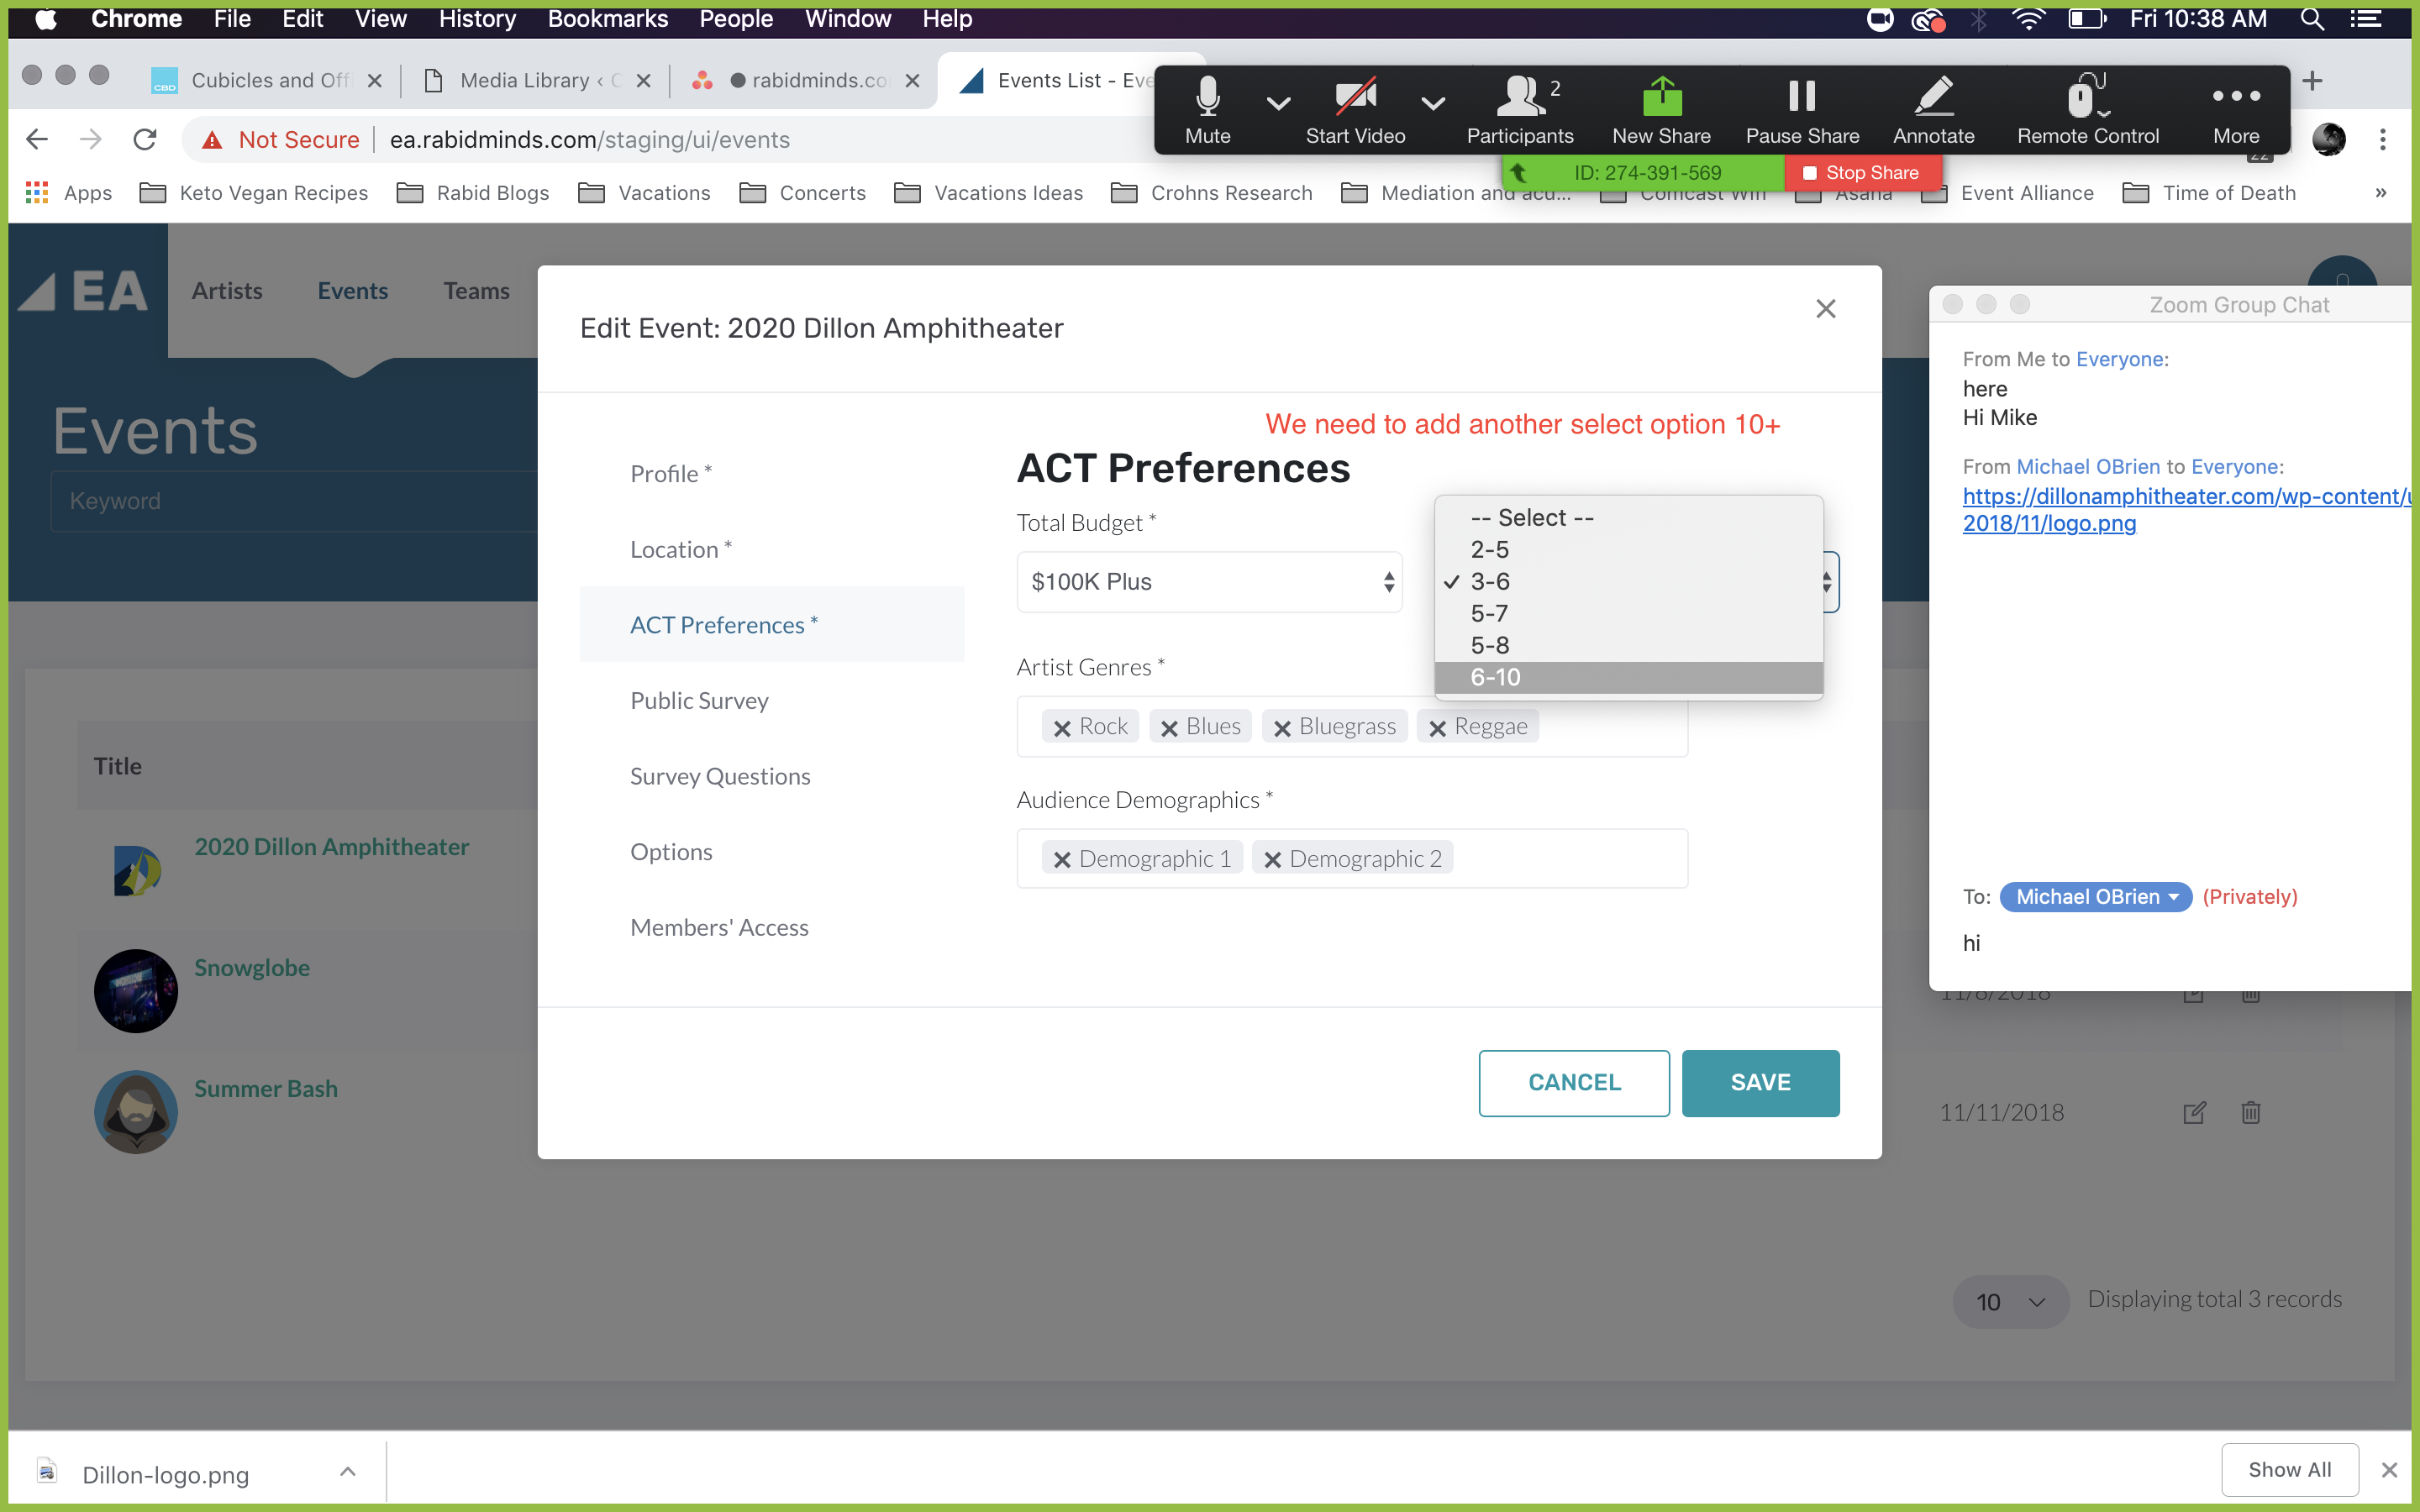 Chrome File Edit View History Bookmarks People Window Help
Fri 10:38 AM
CBD Cubicles and Off
Media Library ‹ C
rabidminds.co
Events List - Eve
Not Secure ea.rabidminds.com/staging/ui/events
Mute Start Video Participants 2 New Share Pause Share Annotate Remote Control More
22
ID: 274-391-569 Stop Share
Apps Keto Vegan Recipes Rabid Blogs Vacations Concerts Vacations Ideas Crohns Research Mediation and acu... Comcast Wifi Asana Event Alliance Time of Death »
EA Artists Events Teams
Events
Keyword
Title
2020 Dillon Amphitheater
Snowglobe
11/8/2018
Summer Bash
11/11/2018
10 Displaying total 3 records
Edit Event: 2020 Dillon Amphitheater
Profile *
Location *
ACT Preferences *
Public Survey
Survey Questions
Options
Members' Access
We need to add another select option 10+
ACT Preferences
Total Budget *
$100K Plus
-- Select --
2-5
✓ 3-6
5-7
5-8
6-10
Artist Genres *
Rock Blues Bluegrass Reggae
Audience Demographics *
Demographic 1 Demographic 2
CANCEL SAVE
Zoom Group Chat
From Me to Everyone:
here
Hi Mike
From Michael OBrien to Everyone:
https://dillonamphitheater.com/wp-content/u
2018/11/logo.png
To: Michael OBrien (Privately)
hi
Dillon-logo.png
Show All